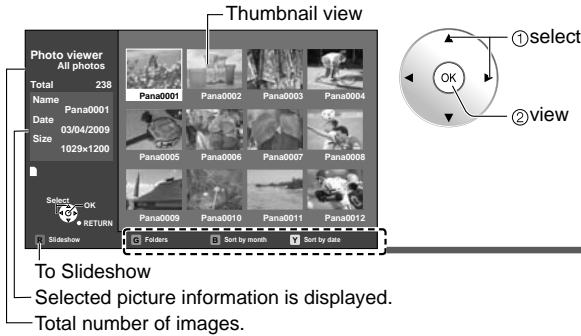 Thumbnail view
Photo viewer
All photos
Total 238
Name
Pana0001
Date
03/04/2009
Size
1029×1200
Select
OK
RETURN
R Slideshow
Pana0001 Pana0002 Pana0003 Pana0004
Pana0005 Pana0006 Pana0007 Pana0008
Pana0009 Pana0010 Pana0011 Pana0012
G Folders B Sort by month Y Sort by date
①select
OK
②view
To Slideshow
Selected picture information is displayed.
Total number of images.